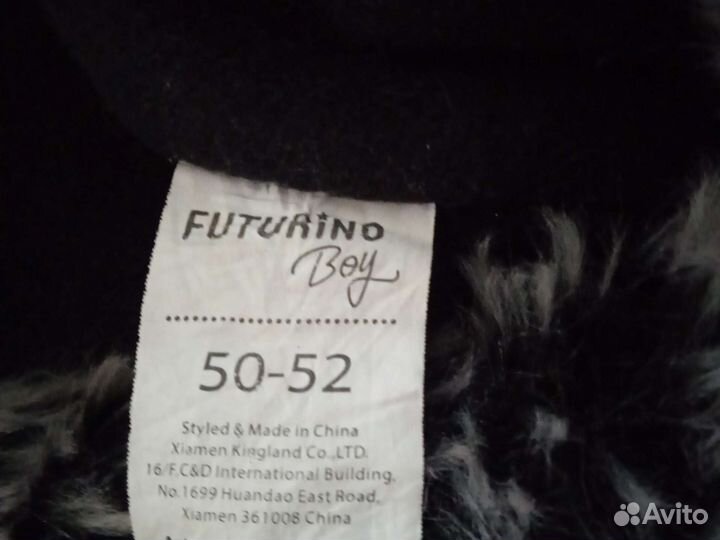 FUTURiNO
Boy
50-52
Styled & Made in China
Xiamen Kingland Co.,LTD.
16/F.C&D International Building,
No.1699 Huandao East Road,
Xiamen 361008 China
Avito